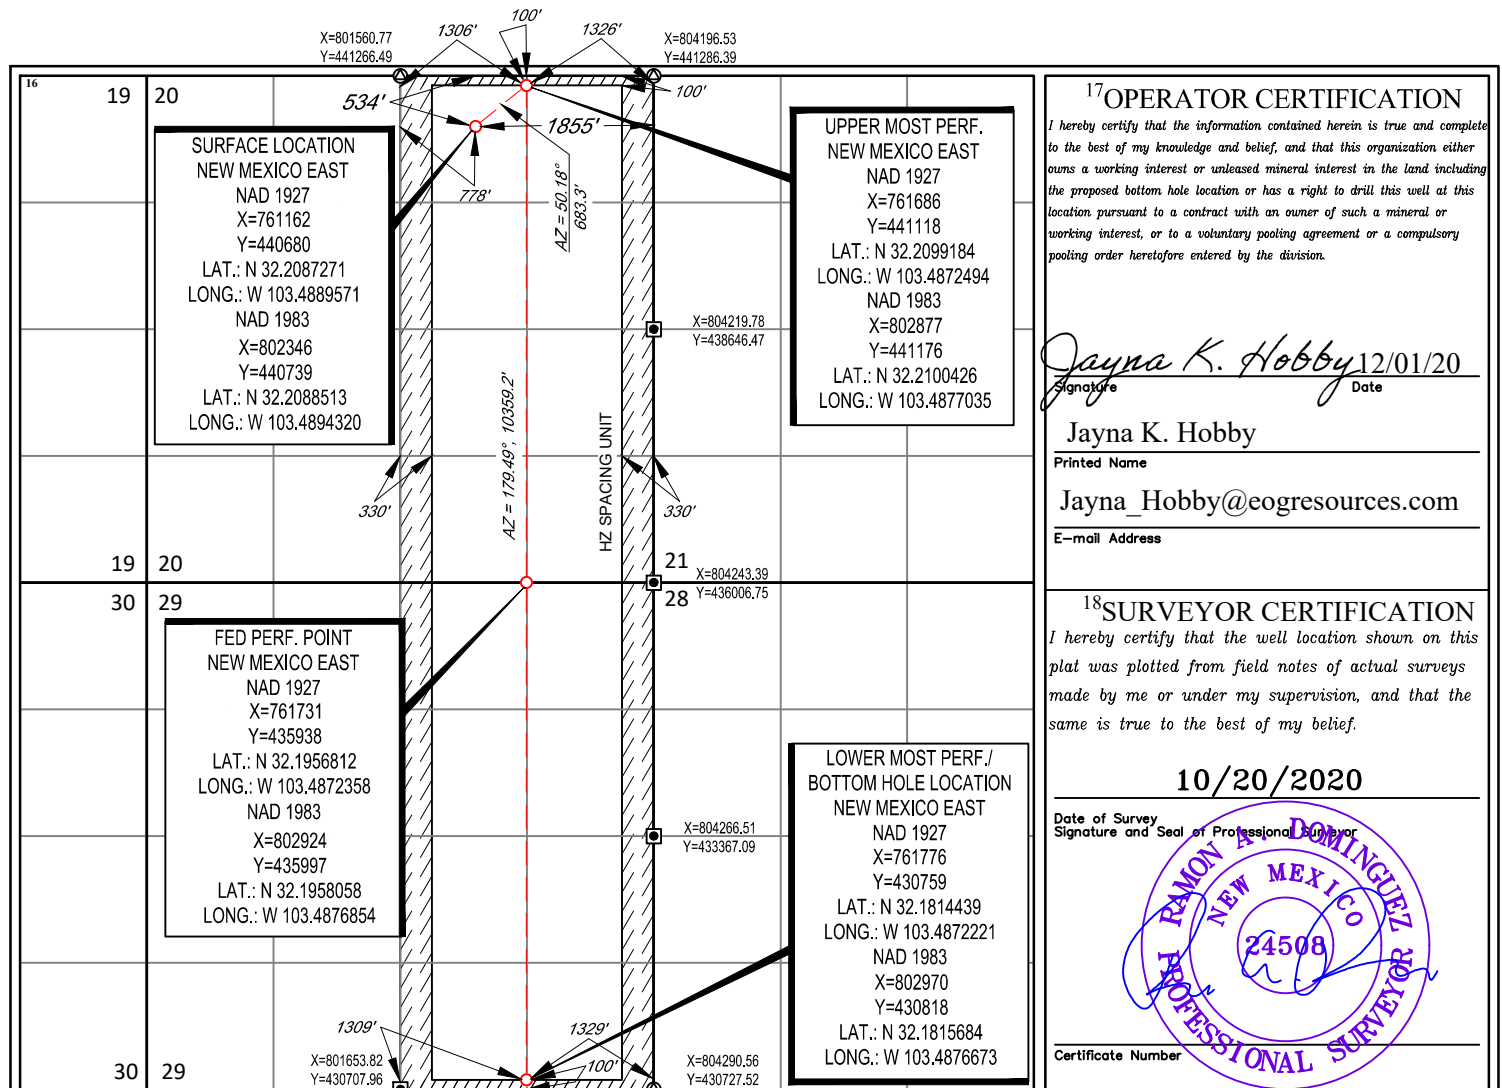 100'
1306'
1326'
X=801560.77
Y=441266.49
X=804196.53
Y=441286.39
16
19 20
534'
100'
1855'
778'
AZ = 50.18°
683.3'
SURFACE LOCATION
NEW MEXICO EAST
NAD 1927
X=761162
Y=440680
LAT.: N 32.2087271
LONG.: W 103.4889571
NAD 1983
X=802346
Y=440739
LAT.: N 32.2088513
LONG.: W 103.4894320
UPPER MOST PERF.
NEW MEXICO EAST
NAD 1927
X=761686
Y=441118
LAT.: N 32.2099184
LONG.: W 103.4872494
NAD 1983
X=802877
Y=441176
LAT.: N 32.2100426
LONG.: W 103.4877035
X=804219.78
Y=438646.47
AZ = 179.49°, 10359.2'
HZ SPACING UNIT
330'
330'
19 20
21
X=804243.39
Y=436006.75
30 29
28
FED PERF. POINT
NEW MEXICO EAST
NAD 1927
X=761731
Y=435938
LAT.: N 32.1956812
LONG.: W 103.4872358
NAD 1983
X=802924
Y=435997
LAT.: N 32.1958058
LONG.: W 103.4876854
LOWER MOST PERF./
BOTTOM HOLE LOCATION
NEW MEXICO EAST
NAD 1927
X=761776
Y=430759
LAT.: N 32.1814439
LONG.: W 103.4872221
NAD 1983
X=802970
Y=430818
LAT.: N 32.1815684
LONG.: W 103.4876673
X=804266.51
Y=433367.09
1309'
1329'
100'
X=801653.82
Y=430707.96
X=804290.56
Y=430727.52
30 29
17OPERATOR CERTIFICATION
I hereby certify that the information contained herein is true and complete
to the best of my knowledge and belief, and that this organization either
owns a working interest or unleased mineral interest in the land including
the proposed bottom hole location or has a right to drill this well at this
location pursuant to a contract with an owner of such a mineral or
working interest, or to a voluntary pooling agreement or a compulsory
pooling order heretofore entered by the division.
Jayna K. Hobby 12/01/20
Signature Date
Jayna K. Hobby
Printed Name
Jayna_Hobby@eogresources.com
E-mail Address
18SURVEYOR CERTIFICATION
I hereby certify that the well location shown on this
plat was plotted from field notes of actual surveys
made by me or under my supervision, and that the
same is true to the best of my belief.
10/20/2020
Date of Survey
Signature and Seal of Professional Surveyor
RAMON A. DOMINGUEZ
NEW MEXICO
24508
PROFESSIONAL SURVEYOR
Certificate Number